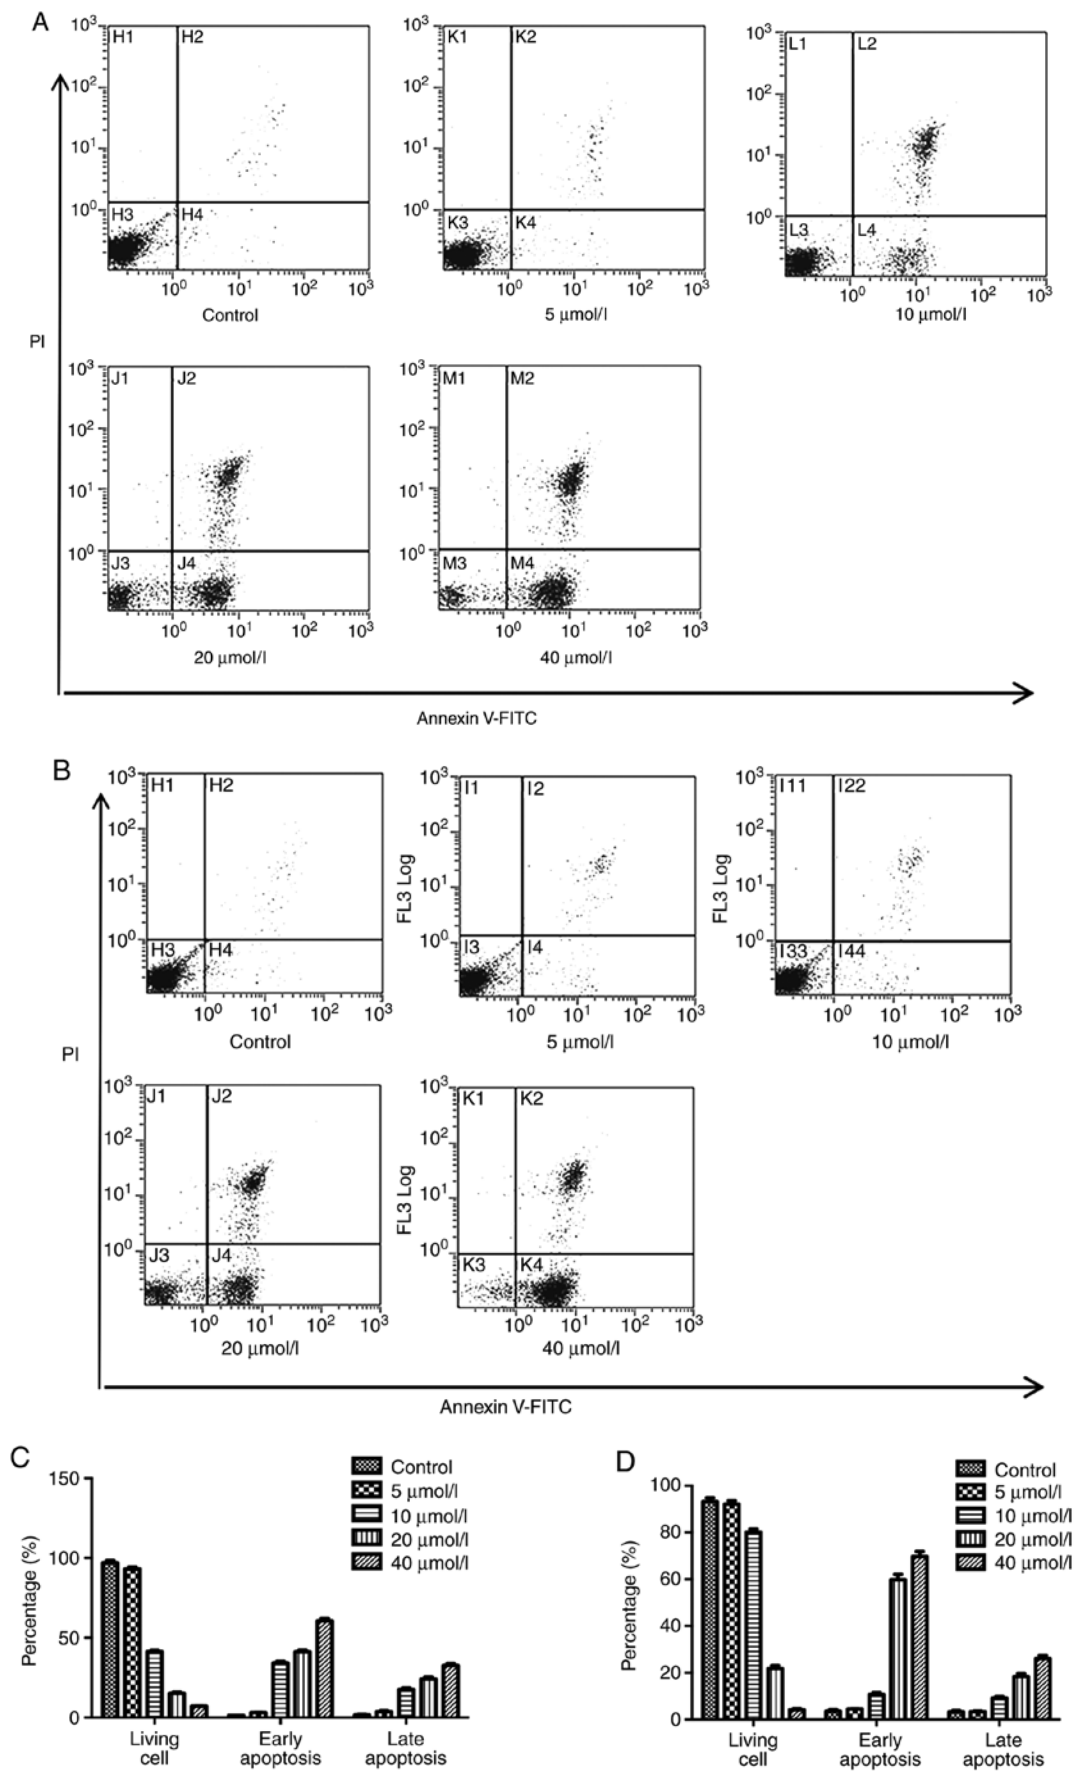 A
10³
10²
10¹
10⁰
H1 H2
H3 H4
10⁰ 10¹ 10² 10³
Control
10³
10²
10¹
10⁰
K1 K2
K3 K4
10⁰ 10¹ 10² 10³
5 μmol/l
10³
10²
10¹
10⁰
L1 L2
L3 L4
10⁰ 10¹ 10² 10³
10 μmol/l
PI
10³
10²
10¹
10⁰
J1 J2
J3 J4
10⁰ 10¹ 10² 10³
20 μmol/l
10³
10²
10¹
10⁰
M1 M2
M3 M4
10⁰ 10¹ 10² 10³
40 μmol/l
Annexin V-FITC
B
10³
10²
10¹
10⁰
H1 H2
H3 H4
10⁰ 10¹ 10² 10³
Control
FL3 Log
10³
10²
10¹
10⁰
I1 I2
I3 I4
10⁰ 10¹ 10² 10³
5 μmol/l
FL3 Log
10³
10²
10¹
10⁰
I11 I22
I33 I44
10⁰ 10¹ 10² 10³
10 μmol/l
PI
10³
10²
10¹
10⁰
J1 J2
J3 J4
10⁰ 10¹ 10² 10³
20 μmol/l
FL3 Log
10³
10²
10¹
10⁰
K1 K2
K3 K4
10⁰ 10¹ 10² 10³
40 μmol/l
Annexin V-FITC
C
Percentage (%)
150
100
50
0
Control
5 μmol/l
10 μmol/l
20 μmol/l
40 μmol/l
Living
cell
Early
apoptosis
Late
apoptosis
D
Percentage (%)
100
80
60
40
20
0
Control
5 μmol/l
10 μmol/l
20 μmol/l
40 μmol/l
Living
cell
Early
apoptosis
Late
apoptosis